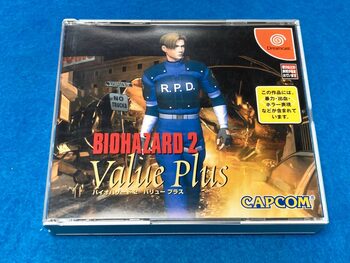 Dreamcast
この作品には、
暴力・出血・
ホラー表現
などが含まれて
います。
NO
TRUCKS
R.P.D.
BIOHAZARD 2
Value Plus
バイオハザード2 バリュー プラス
CAPCOM